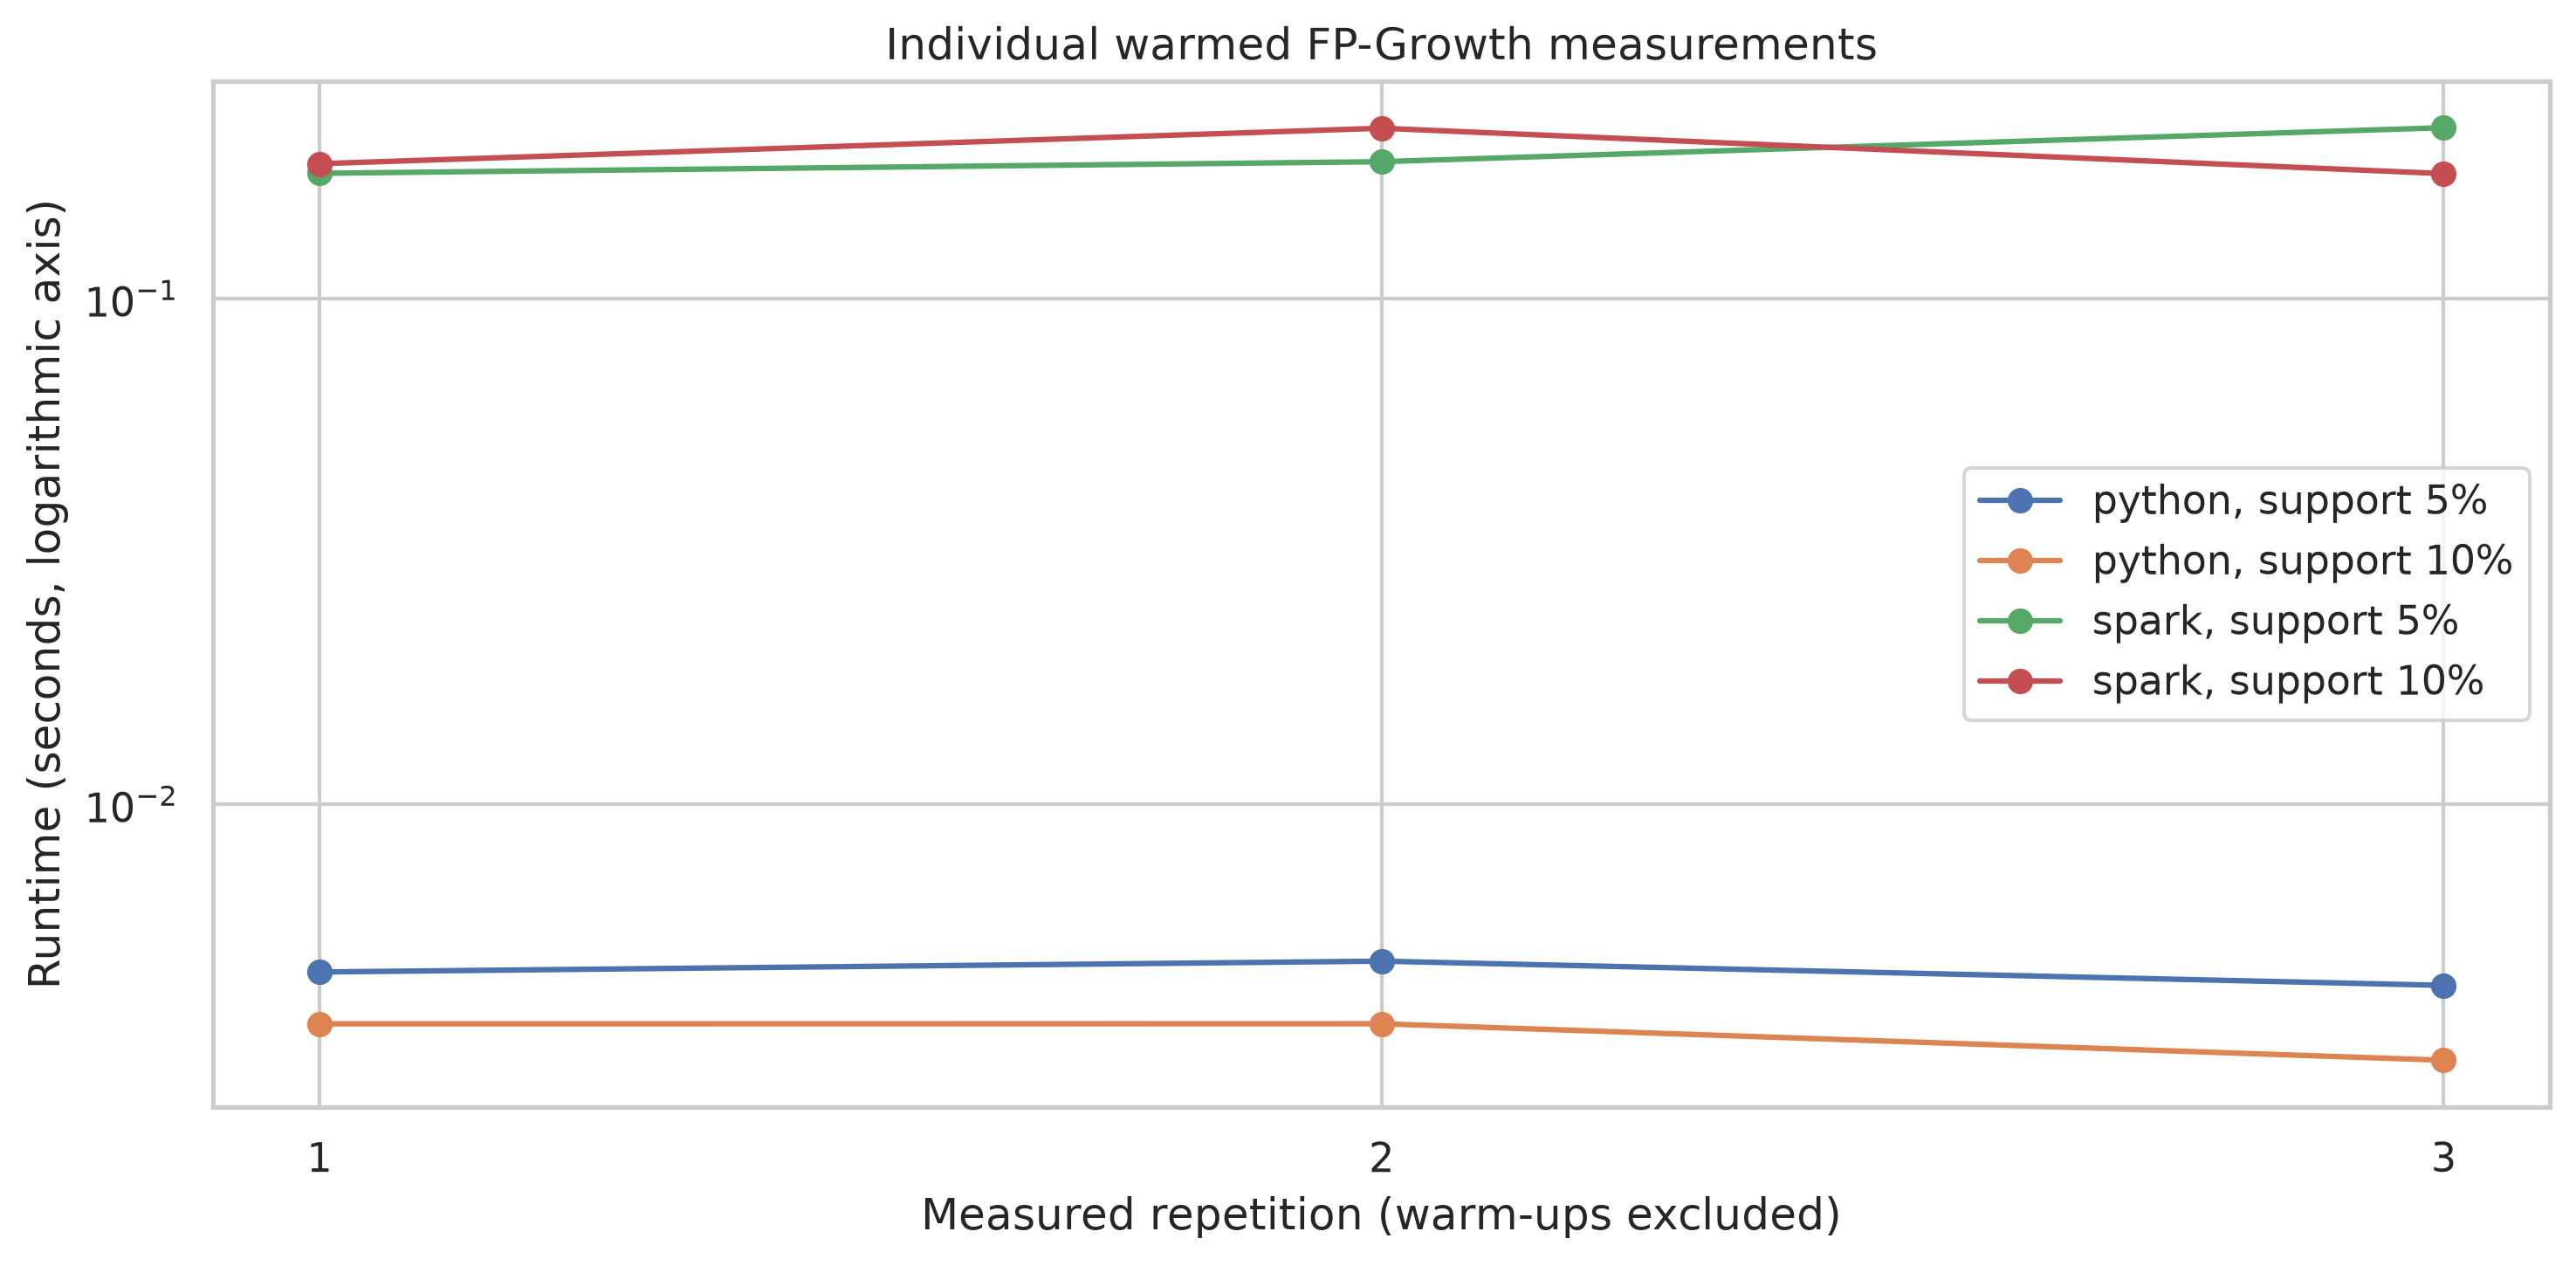 Individual warmed FP-Growth measurements
Runtime (seconds, logarithmic axis)
10⁻¹
10⁻²
python, support 5%
python, support 10%
spark, support 5%
spark, support 10%
1 2 3
Measured repetition (warm-ups excluded)